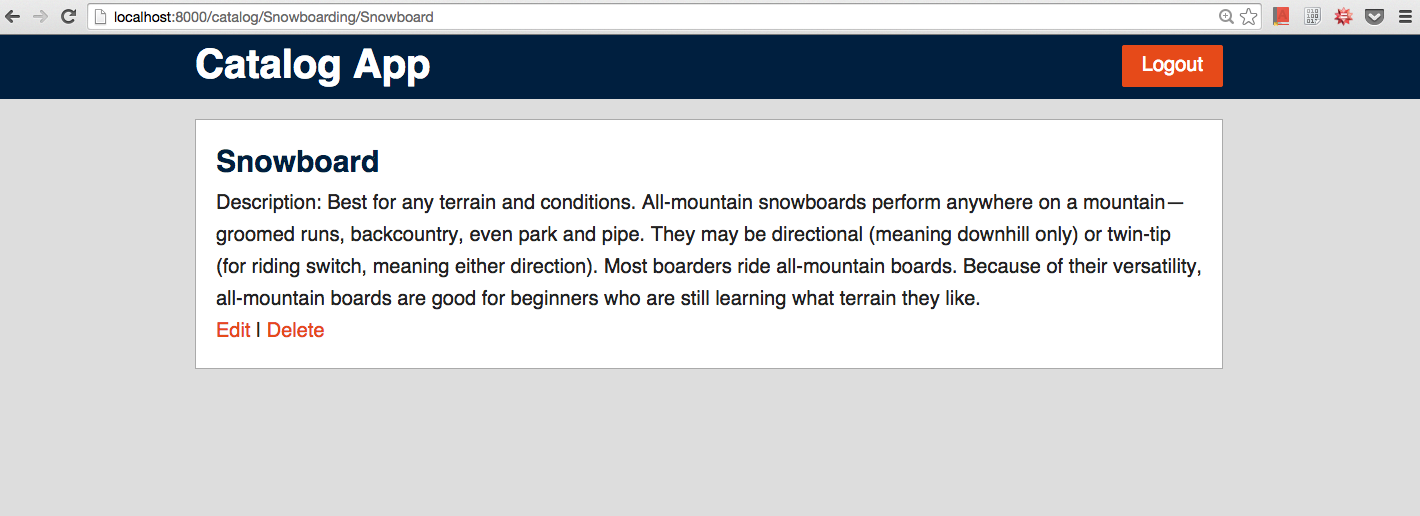 localhost:8000/catalog/Snowboarding/Snowboard
Catalog App
Logout
Snowboard
Description: Best for any terrain and conditions. All-mountain snowboards perform anywhere on a mountain—
groomed runs, backcountry, even park and pipe. They may be directional (meaning downhill only) or twin-tip
(for riding switch, meaning either direction). Most boarders ride all-mountain boards. Because of their versatility,
all-mountain boards are good for beginners who are still learning what terrain they like.
Edit | Delete